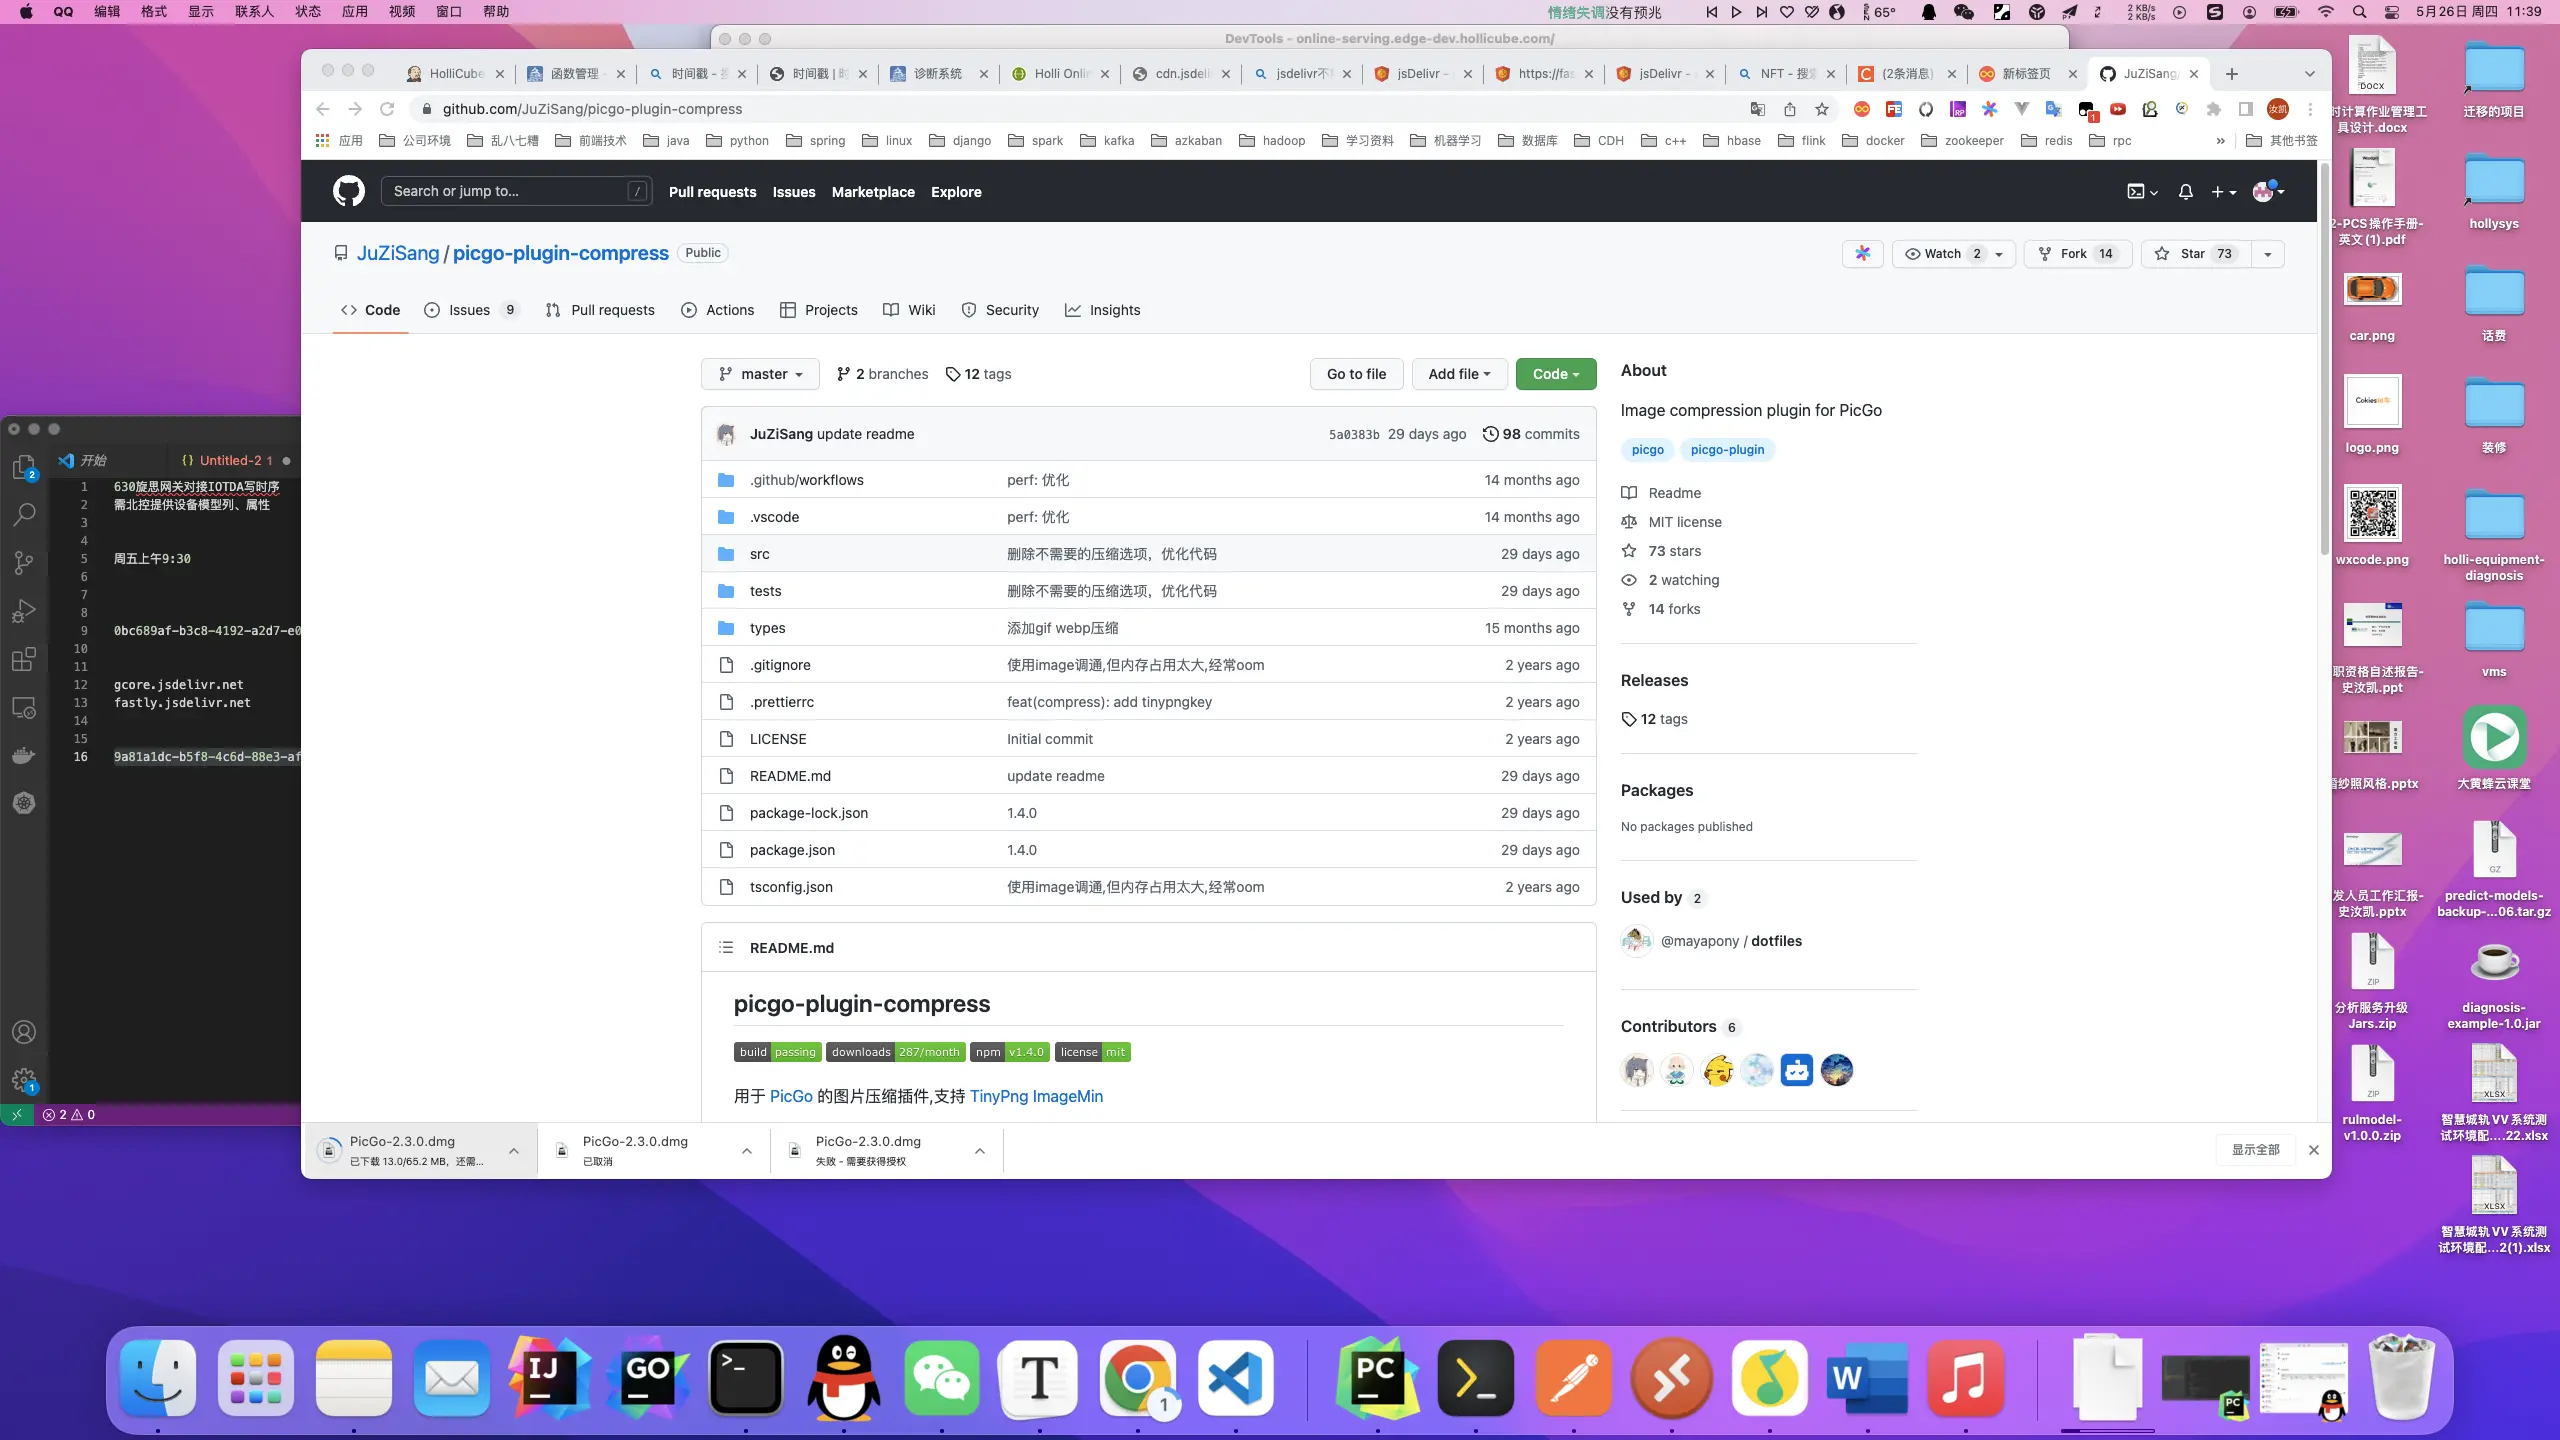 QQ 编辑 格式 显示 联系人 状态 应用 视频 窗口 帮助
情绪失调没有预兆 65° 2 KB/s 2 KB/s 5月26日 周四 11:39
DevTools - online-serving.edge-dev.hollicube.com/
HolliCube 函数管理 - 时间戳 - 时间戳 | 诊断系统 Holli Onlin cdn.jsdeli jsdelivr不 jsDelivr - https://fas jsDelivr - NFT - 搜索 (2条消息) 新标签页 JuZiSang/
github.com/JuZiSang/picgo-plugin-compress
应用 公司环境 乱八七糟 前端技术 java python spring linux django spark kafka azkaban hadoop 学习资料 机器学习 数据库 CDH c++ hbase flink docker zookeeper redis rpc » 其他书签
Search or jump to... / Pull requests Issues Marketplace Explore
JuZiSang / picgo-plugin-compress Public
Watch 2 Fork 14 Star 73
Code Issues 9 Pull requests Actions Projects Wiki Security Insights
master 2 branches 12 tags Go to file Add file Code
JuZiSang update readme 5a0383b 29 days ago 98 commits
.github/workflows perf: 优化 14 months ago
.vscode perf: 优化 14 months ago
src 删除不需要的压缩选项，优化代码 29 days ago
tests 删除不需要的压缩选项，优化代码 29 days ago
types 添加gif webp压缩 15 months ago
.gitignore 使用image调通,但内存占用太大,经常oom 2 years ago
.prettierrc feat(compress): add tinypngkey 2 years ago
LICENSE Initial commit 2 years ago
README.md update readme 29 days ago
package-lock.json 1.4.0 29 days ago
package.json 1.4.0 29 days ago
tsconfig.json 使用image调通,但内存占用太大,经常oom 2 years ago
README.md
picgo-plugin-compress
build passing downloads 287/month npm v1.4.0 license mit
用于 PicGo 的图片压缩插件,支持 TinyPng ImageMin
About
Image compression plugin for PicGo
picgo picgo-plugin
Readme
MIT license
73 stars
2 watching
14 forks
Releases
12 tags
Packages
No packages published
Used by 2
@mayapony / dotfiles
Contributors 6
PicGo-2.3.0.dmg
已下载 13.0/65.2 MB，还需...
PicGo-2.3.0.dmg
已取消
PicGo-2.3.0.dmg
失败 - 需要获得授权
显示全部
开始 {} Untitled-2 1
1 630旋思网关对接IOTDA写时序
2 需北控提供设备模型列、属性
3
4
5 周五上午9:30
6
7
8
9 0bc689af-b3c8-4192-a2d7-e0
10
11
12 gcore.jsdelivr.net
13 fastly.jsdelivr.net
14
15
16 9a81a1dc-b5f8-4c6d-88e3-af
2
1
2 0
DOCX
时计算作业管理工
具设计.docx
迁移的项目
2-PCS操作手册-
英文(1).pdf
hollysys
car.png
话费
logo.png
装修
wxcode.png
holli-equipment-
diagnosis
职资格自述报告-
史汝凯.ppt
vms
婚纱照风格.pptx
大黄蜂云课堂
发人员工作汇报-
史汝凯.pptx
GZ
predict-models-
backup-...06.tar.gz
ZIP
分析服务升级
Jars.zip
diagnosis-
example-1.0.jar
ZIP
rulmodel-
v1.0.0.zip
XLSX
智慧城轨VV系统测
试环境配....22.xlsx
XLSX
智慧城轨VV系统测
试环境配...2(1).xlsx
IJ GO >_ T 1 PC W PC